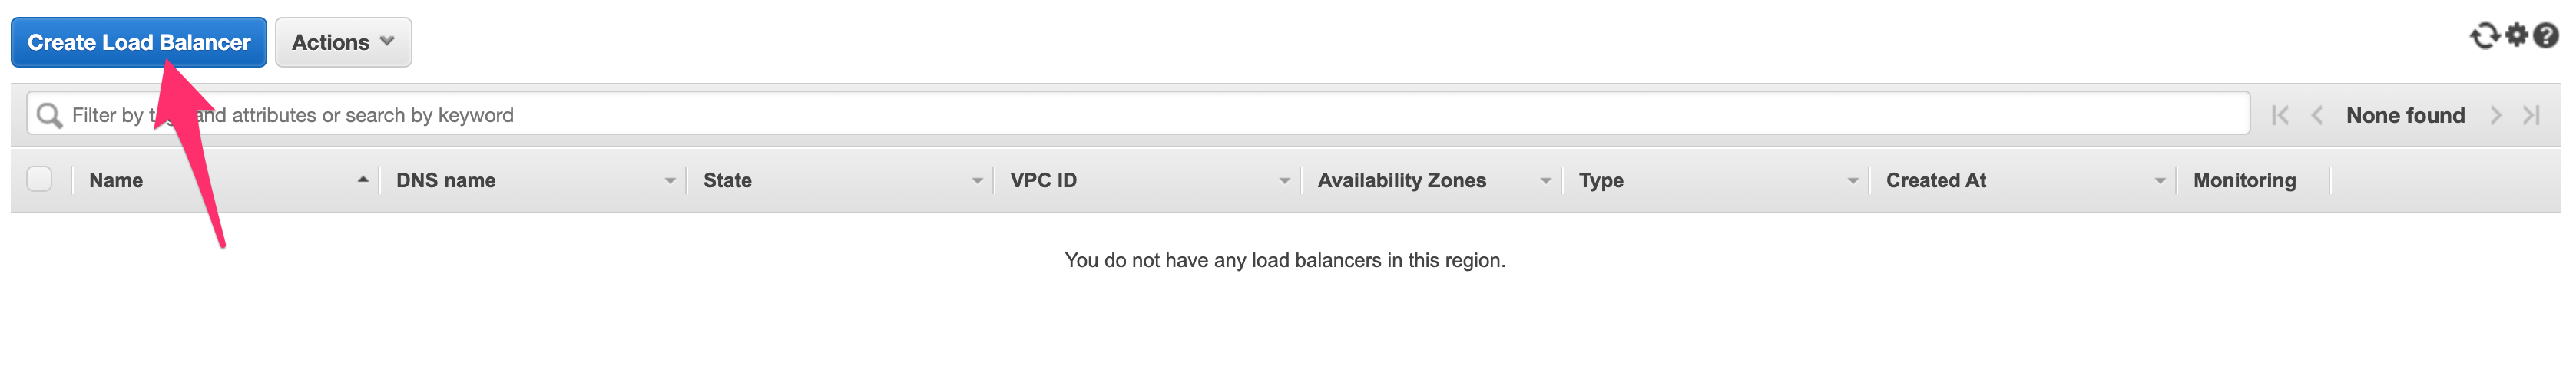 Create Load Balancer Actions
Filter by tags and attributes or search by keyword None found
Name DNS name State VPC ID Availability Zones Type Created At Monitoring
You do not have any load balancers in this region.